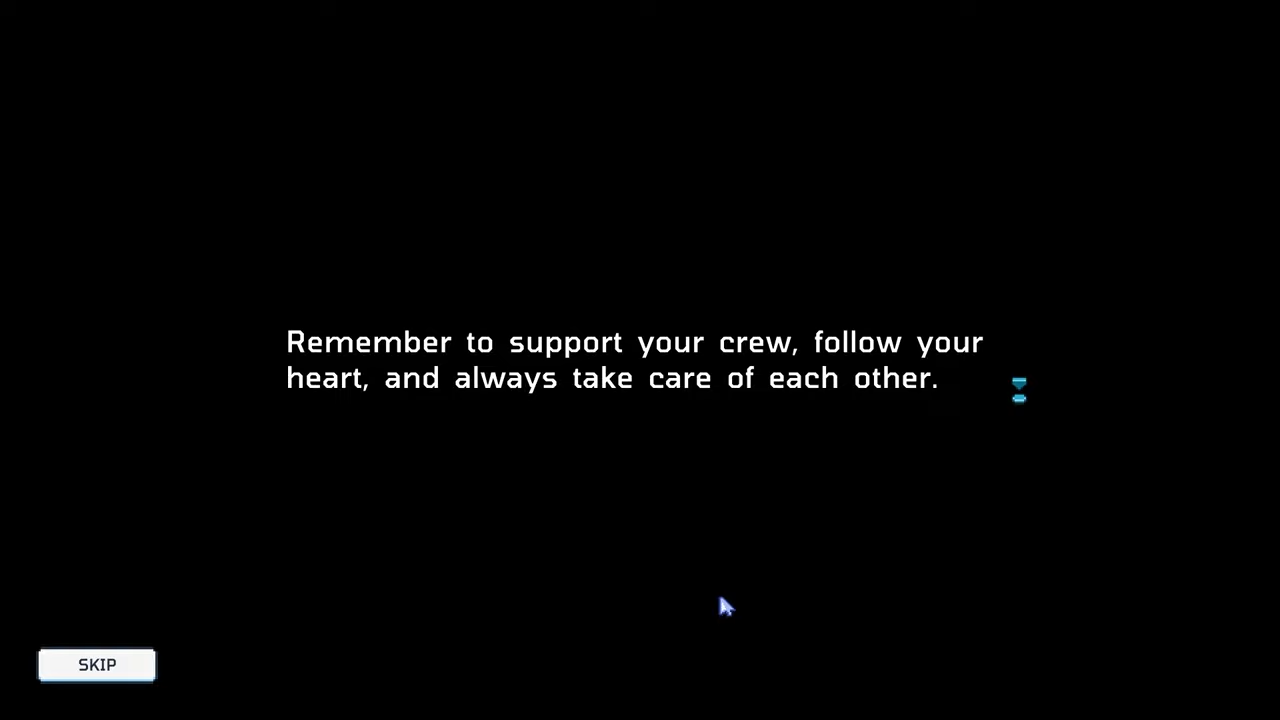 Remember to support your crew, follow your
heart, and always take care of each other.
SKIP